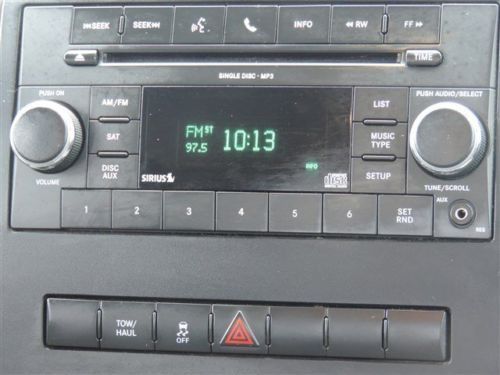 SEEK
SEEK
INFO
RW
FF
SINGLE DISC - MP3
TIME
PUSH ON
VOLUME
AM/FM
SAT
DISC
AUX
FM ST
97.5
10:13
INFO
SIRIUS
disc
LIST
MUSIC
TYPE
SETUP
PUSH AUDIO/SELECT
TUNE/SCROLL
1
2
3
4
5
6
SET
RND
AUX
TOW/
HAUL
OFF